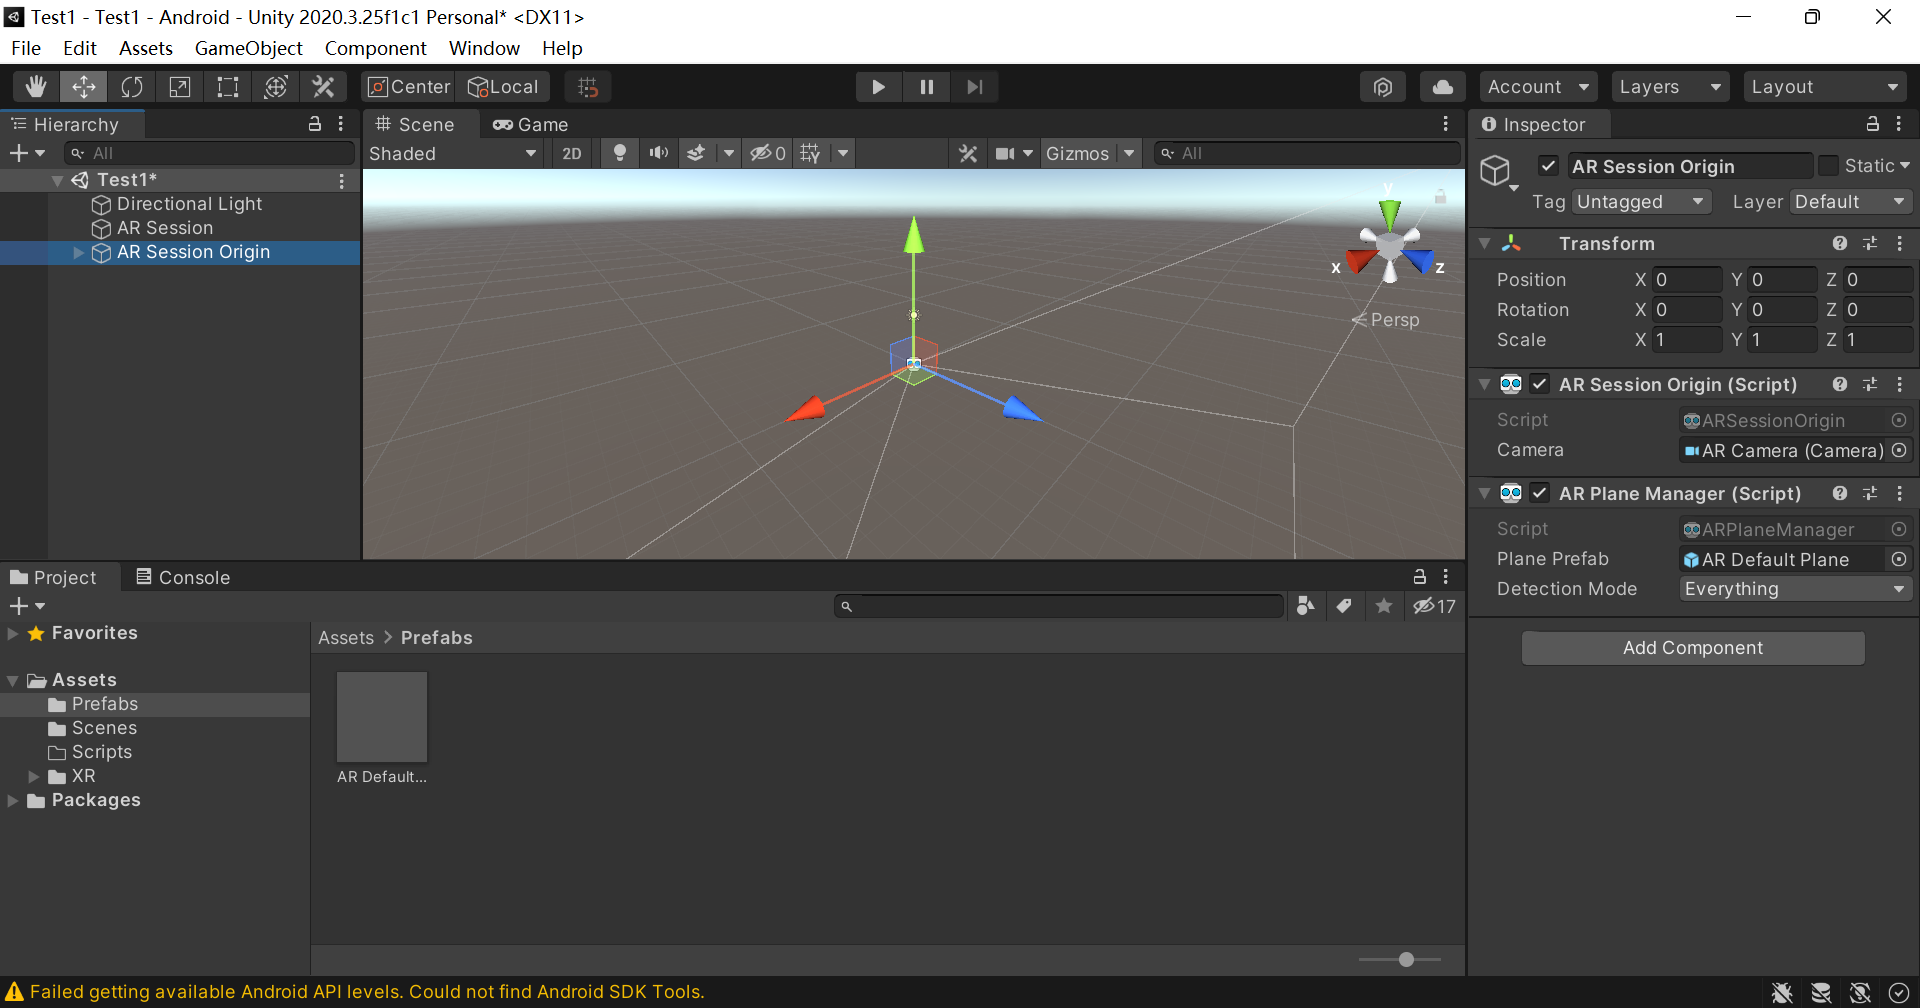 Test1 - Test1 - Android - Unity 2020.3.25f1c1 Personal* <DX11>
File Edit Assets GameObject Component Window Help
Center Local Account Layers Layout
Hierarchy
All
Test1*
Directional Light
AR Session
AR Session Origin
Scene Game
Shaded 2D 0 Gizmos All
y
x z
Persp
Inspector
AR Session Origin Static
Tag Untagged Layer Default
Transform
Position X 0 Y 0 Z 0
Rotation X 0 Y 0 Z 0
Scale X 1 Y 1 Z 1
AR Session Origin (Script)
Script ARSessionOrigin
Camera AR Camera (Camera)
AR Plane Manager (Script)
Script ARPlaneManager
Plane Prefab AR Default Plane
Detection Mode Everything
Add Component
Project Console
17
Favorites
Assets
Prefabs
Scenes
Scripts
XR
Packages
Assets > Prefabs
AR Default...
Failed getting available Android API levels. Could not find Android SDK Tools.